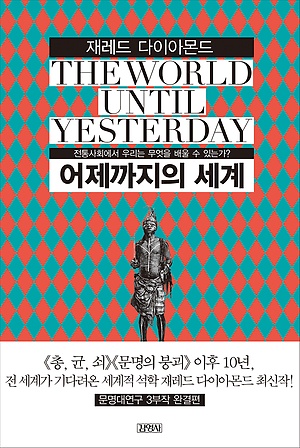 재레드 다이아몬드
THE WORLD
UNTIL
YESTERDAY
전통사회에서 우리는 무엇을 배울 수 있는가?
어제까지의 세계
《총, 균, 쇠》《문명의 붕괴》 이후 10년,
전 세계가 기다려온 세계적 석학 재레드 다이아몬드 최신작!
문명대연구 3부작 완결편
김영사